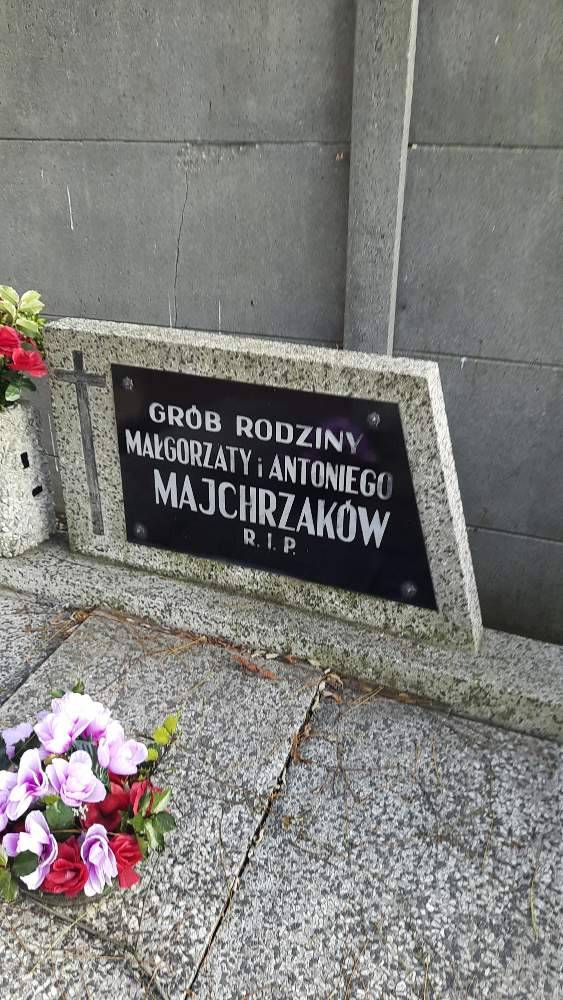 GRÓB RODZINY
MAŁGORZATY i ANTONIEGO
MAJCHRZAKÓW
R. I P.